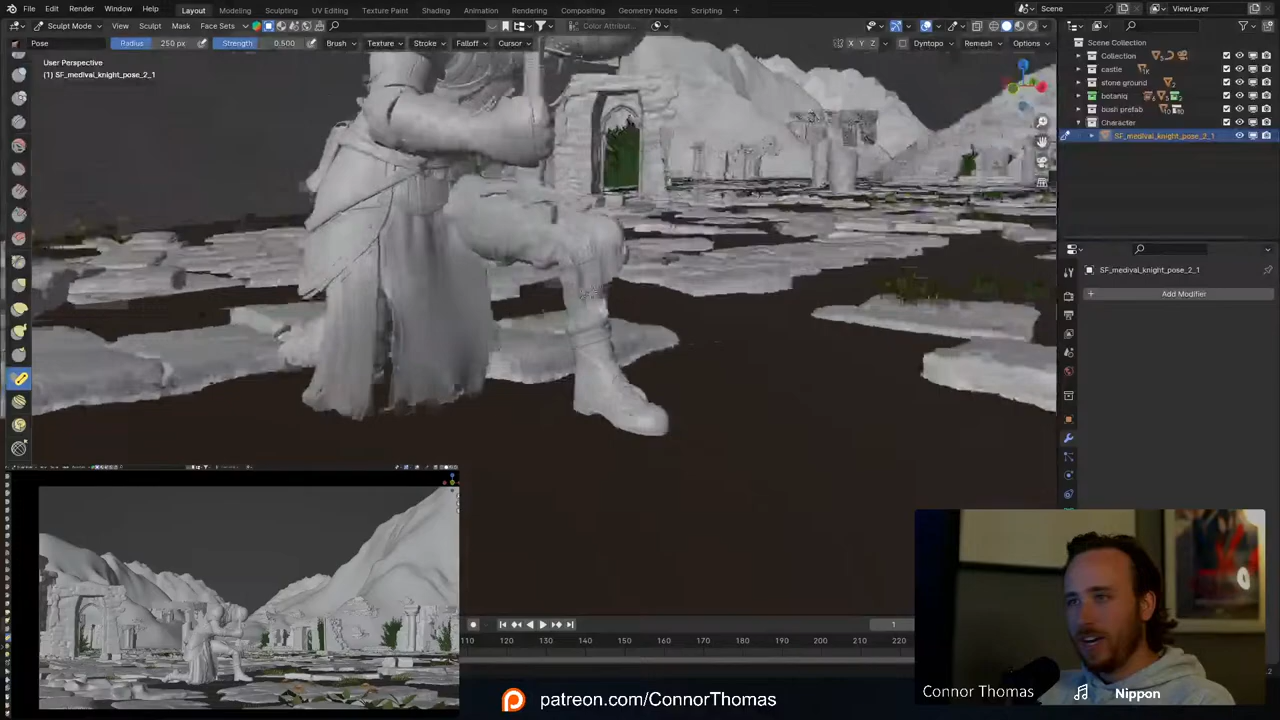 File Edit Render Window Help Layout Modeling Sculpting UV Editing Texture Paint Shading Animation Rendering Compositing Geometry Nodes Scripting Scene ViewLayer
Sculpt Mode View Sculpt Mask Face Sets Color Attribute
Pose Radius 250 px Strength 0.500 Brush Texture Stroke Falloff Cursor X Y Z Dyntopo Remesh Options
User Perspective
(1) SF_medival_knight_pose_2_1
Scene Collection
Collection
castle
stone ground
botaniq
bush prefab
Character
SF_medival_knight_pose_2_1
SF_medival_knight_pose_2_1
+ Add Modifier
1
110 120 130 140 150 160 170 180 190 200 210 220
patreon.com/ConnorThomas
Connor Thomas Nippon